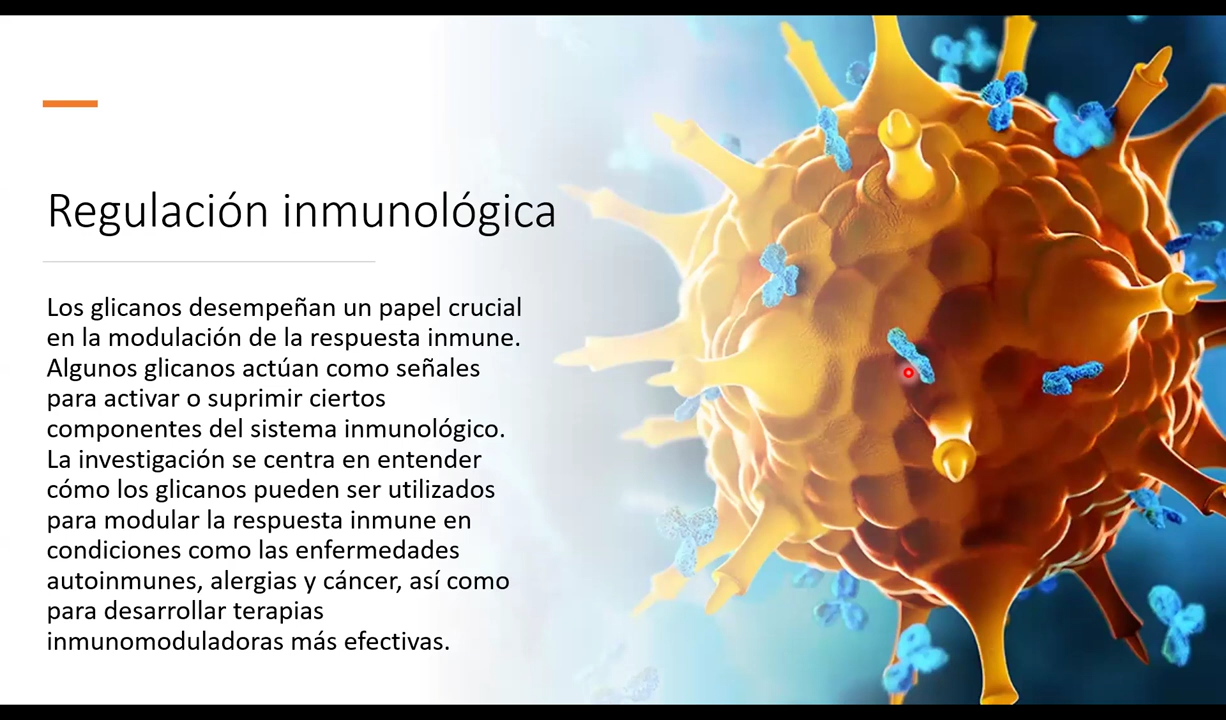 Regulación inmunológica
Los glicanos desempeñan un papel crucial
en la modulación de la respuesta inmune.
Algunos glicanos actúan como señales
para activar o suprimir ciertos
componentes del sistema inmunológico.
La investigación se centra en entender
cómo los glicanos pueden ser utilizados
para modular la respuesta inmune en
condiciones como las enfermedades
autoinmunes, alergias y cáncer, así como
para desarrollar terapias
inmunomoduladoras más efectivas.